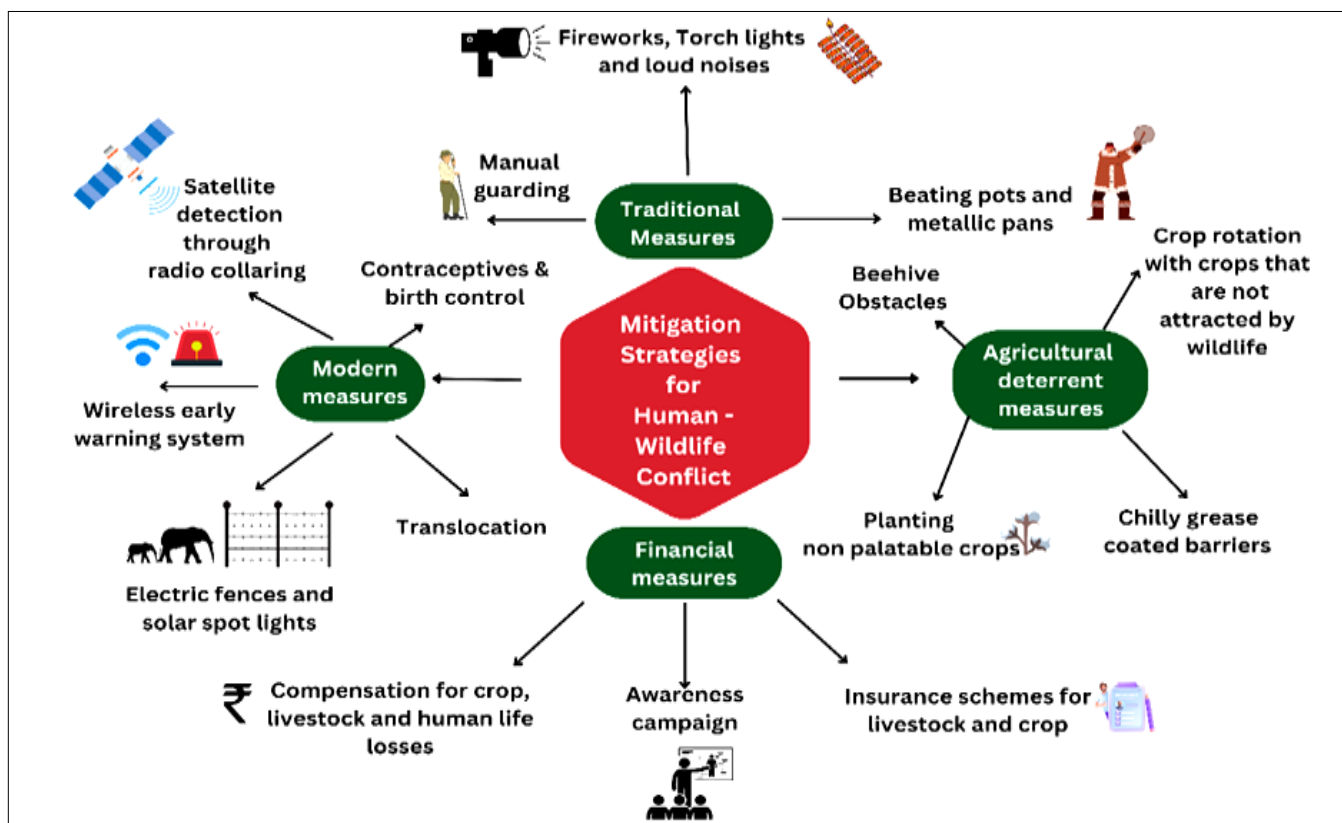 Fireworks, Torch lights
and loud noises
Manual
guarding
Traditional
Measures
Beating pots and
metallic pans
Satellite
detection
through
radio collaring
Contraceptives &
birth control
Modern
measures
Wireless early
warning system
Electric fences and
solar spot lights
Translocation
Mitigation
Strategies
for
Human -
Wildlife
Conflict
Beehive
Obstacles
Crop rotation
with crops that
are not
attracted by
wildlife
Agricultural
deterrent
measures
Planting
non palatable crops
Chilly grease
coated barriers
Financial
measures
₹
Compensation for crop,
livestock and human life
losses
Awareness
campaign
Insurance schemes for
livestock and crop